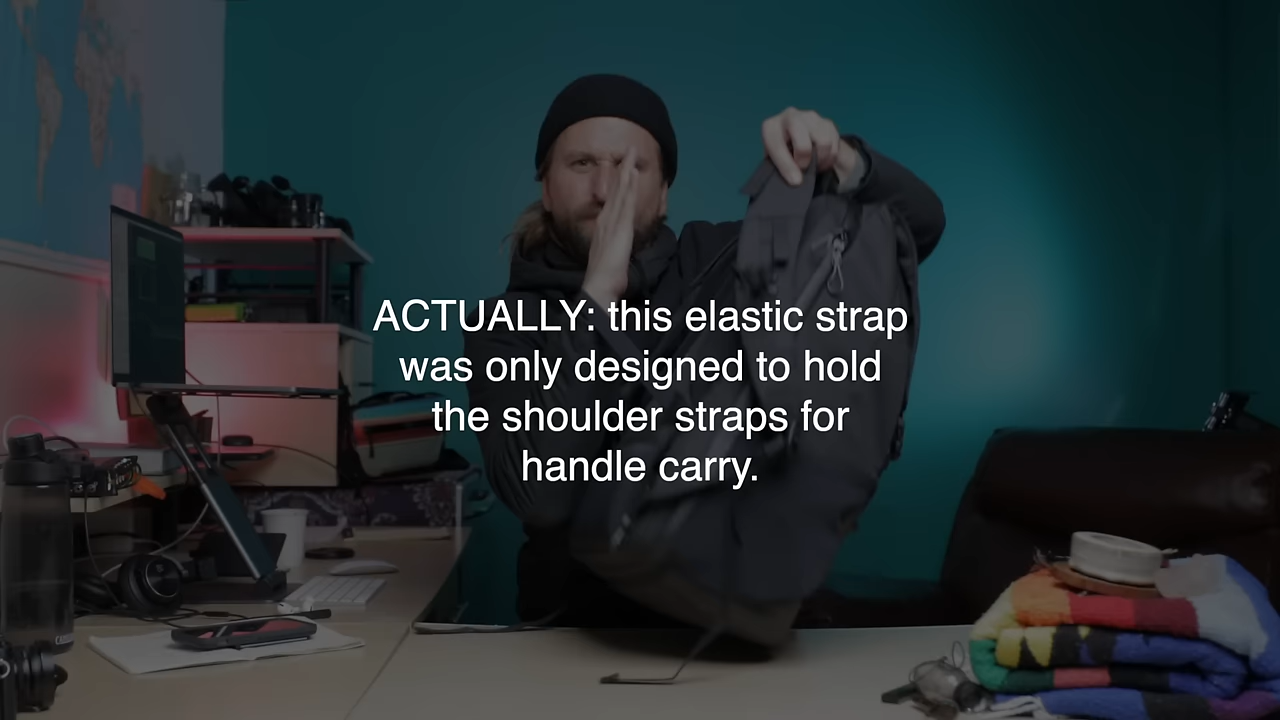 ACTUALLY: this elastic strap
was only designed to hold
the shoulder straps for
handle carry.